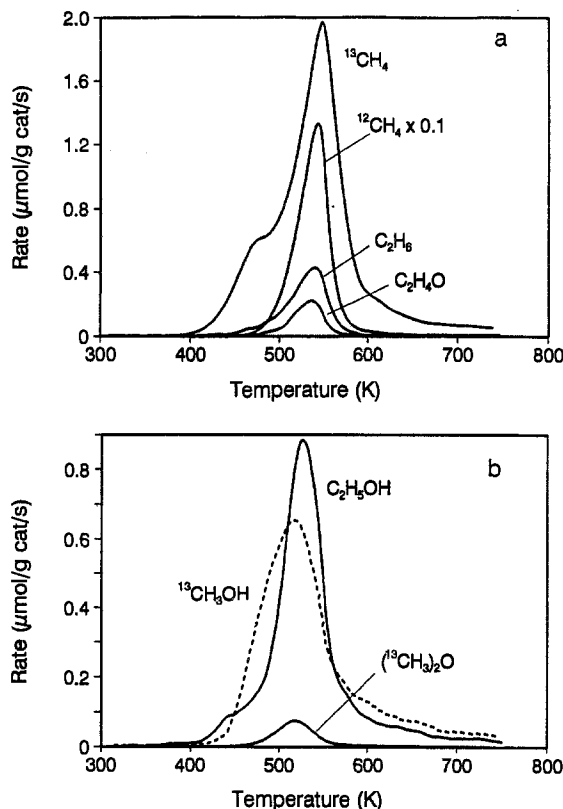 a
2.0
¹³CH₄
1.6
¹²CH₄ x 0.1
1.2
0.8
C₂H₆
0.4
C₂H₄O
0
300 400 500 600 700 800
Rate (μmol/g cat/s)
Temperature (K)
b
0.8
C₂H₅OH
0.6
¹³CH₃OH
0.4
(¹³CH₃)₂O
0.2
0
300 400 500 600 700 800
Rate (μmol/g cat/s)
Temperature (K)